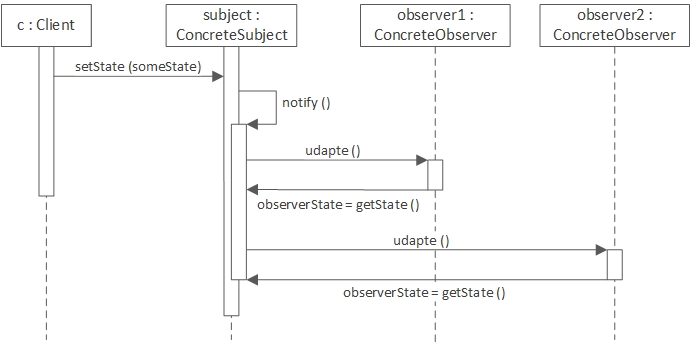 c : Client
subject :
ConcreteSubject
observer1 :
ConcreteObserver
observer2 :
ConcreteObserver
setState (someState)
notify ()
udapte ()
observerState = getState ()
udapte ()
observerState = getState ()